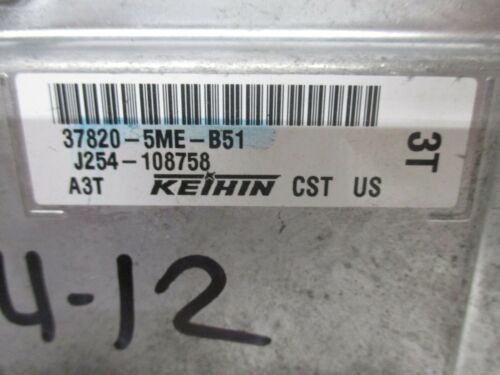 37820-5ME-B51
J254-108758
A3T KEIHIN CST US
3T
4-12